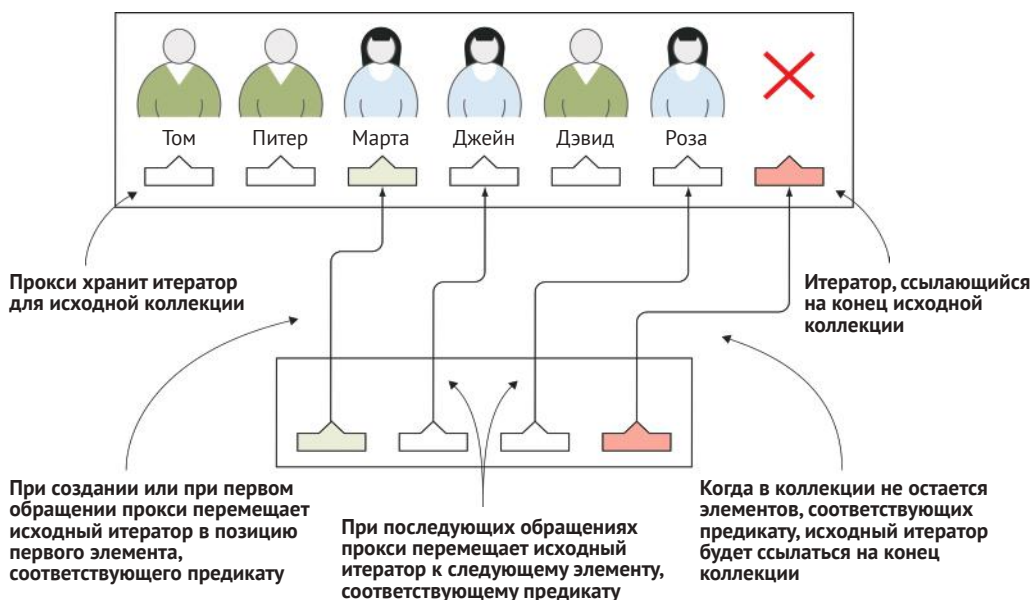 Том
Питер
Марта
Джейн
Дэвид
Роза
Прокси хранит итератор
для исходной коллекции
Итератор, ссылающийся
на конец исходной
коллекции
При создании или при первом
обращении прокси перемещает
исходный итератор в позицию
первого элемента,
соответствующего предикату
При последующих обращениях
прокси перемещает исходный
итератор к следующему элементу,
соответствующему предикату
Когда в коллекции не остается
элементов, соответствующих
предикату, исходный итератор
будет ссылаться на конец
коллекции